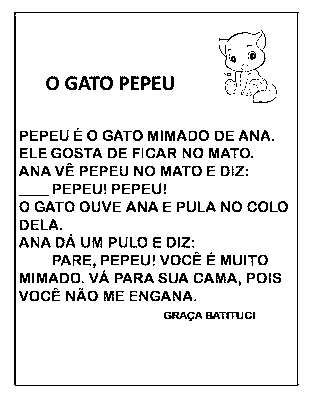 O GATO PEPEU
PEPEU É O GATO MIMADO DE ANA.
ELE GOSTA DE FICAR NO MATO.
ANA VÊ PEPEU NO MATO E DIZ:
____ PEPEU! PEPEU!
O GATO OUVE ANA E PULA NO COLO
DELA.
ANA DÁ UM PULO E DIZ:
PARE, PEPEU! VOCÊ É MUITO
MIMADO. VÁ PARA SUA CAMA, POIS
VOCÊ NÃO ME ENGANA.
GRAÇA BATITUCI